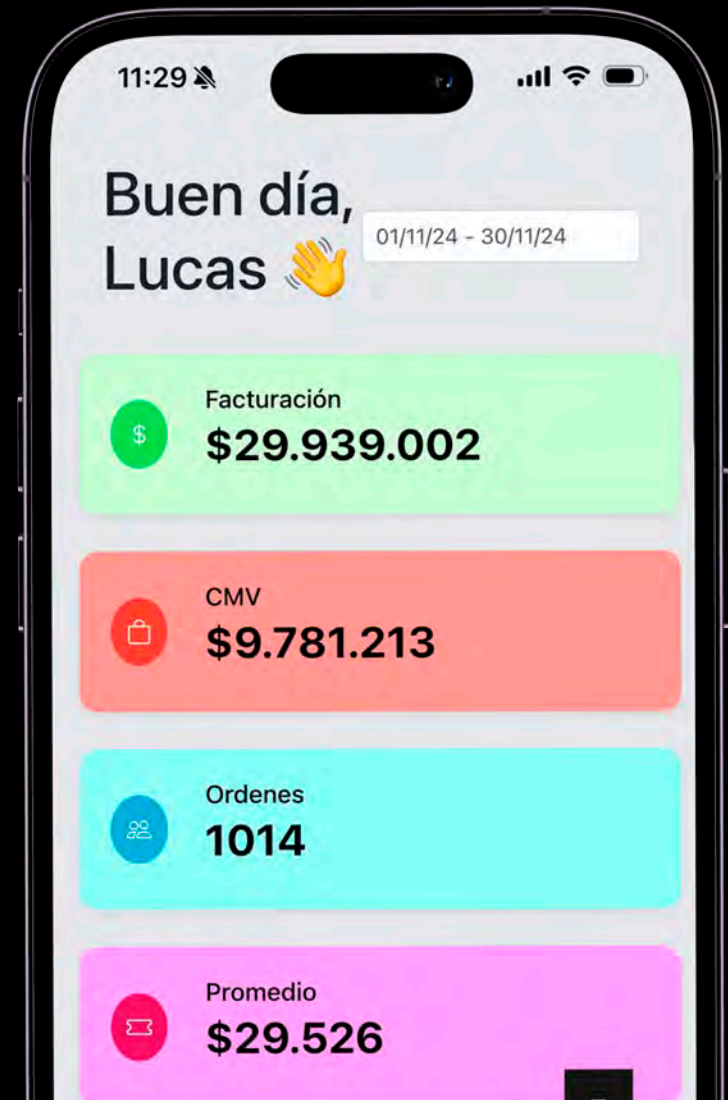 11:29
Buen día,
Lucas 👋
01/11/24 - 30/11/24
$
Facturación
$29.939.002
CMV
$9.781.213
Ordenes
1014
Promedio
$29.526